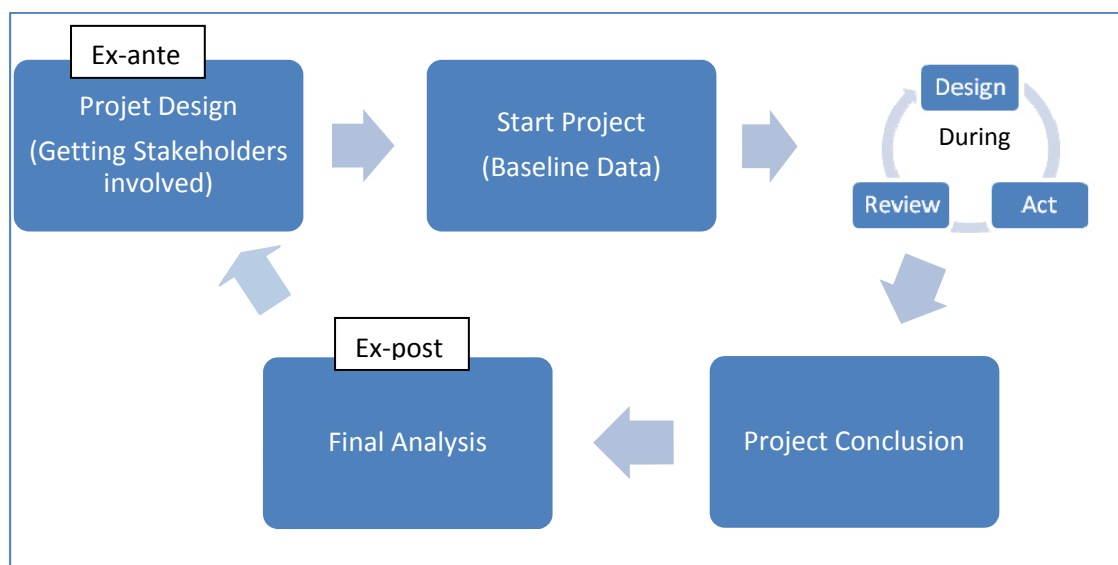 Ex-ante
Projet Design
(Getting Stakeholders
involved)
Start Project
(Baseline Data)
Design
During
Review
Act
Ex-post
Final Analysis
Project Conclusion